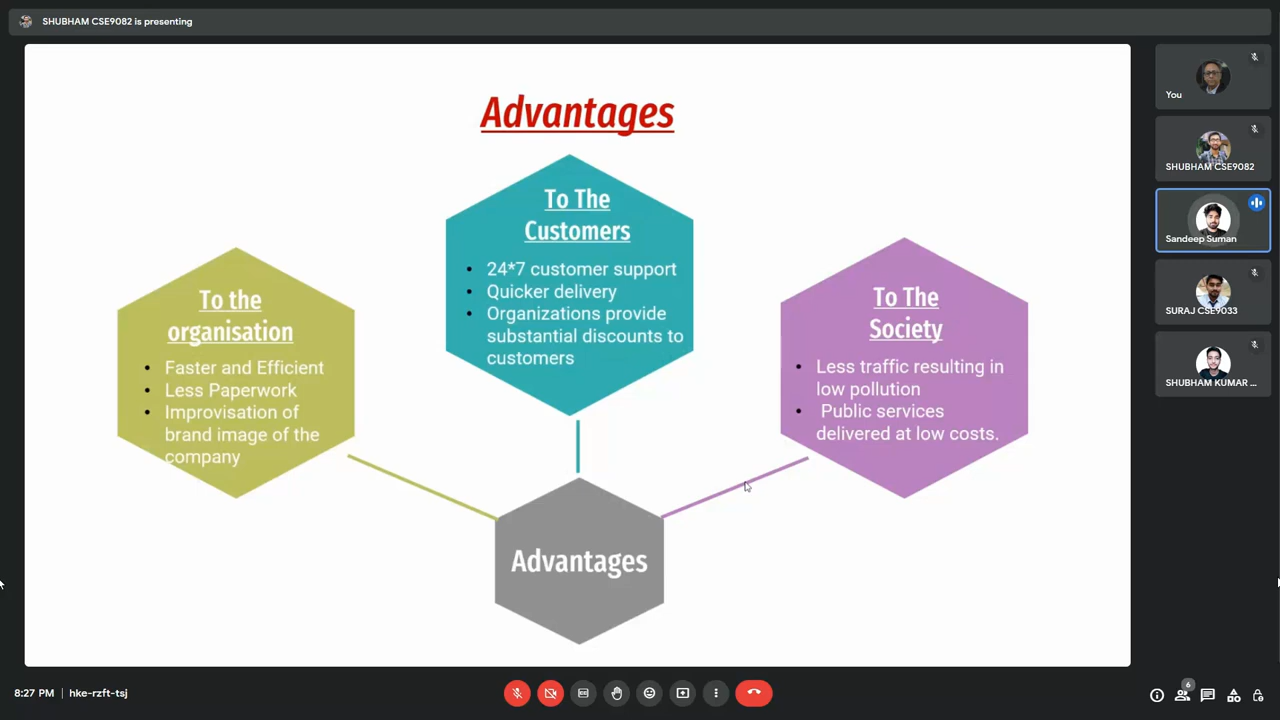 SHUBHAM CSE9082 is presenting
Advantages
To The
Customers
• 24*7 customer support
• Quicker delivery
• Organizations provide
substantial discounts to
customers
To the
organisation
• Faster and Efficient
• Less Paperwork
• Improvisation of
brand image of the
company
To The
Society
• Less traffic resulting in
low pollution
• Public services
delivered at low costs.
Advantages
You
SHUBHAM CSE9082
Sandeep Suman
SURAJ CSE9033
SHUBHAM KUMAR ...
8:27 PM | hke-rzft-tsj
6